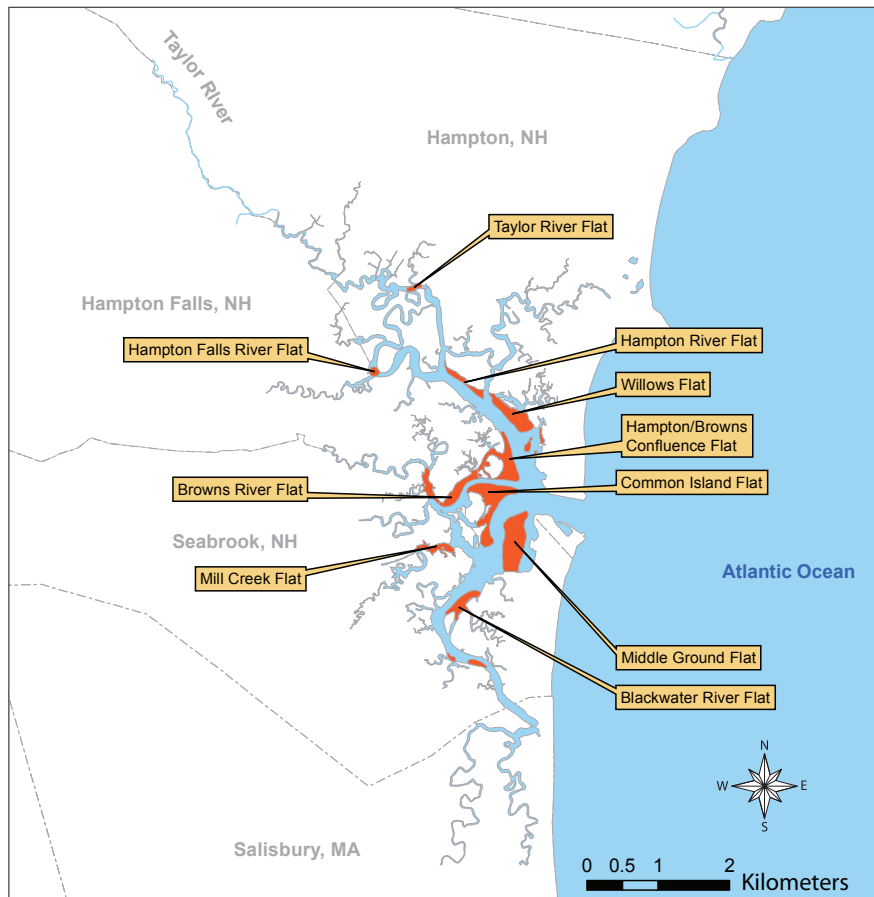 Taylor RIver
Hampton, NH
Taylor River Flat
Hampton Falls, NH
Hampton River Flat
Hampton Falls River Flat
Willows Flat
Hampton/Browns
Confluence Flat
Common Island Flat
Browns River Flat
Seabrook, NH
Mill Creek Flat
Atlantic Ocean
Middle Ground Flat
Blackwater River Flat
N
W
E
S
Salisbury, MA
0 0.5 1 2
Kilometers